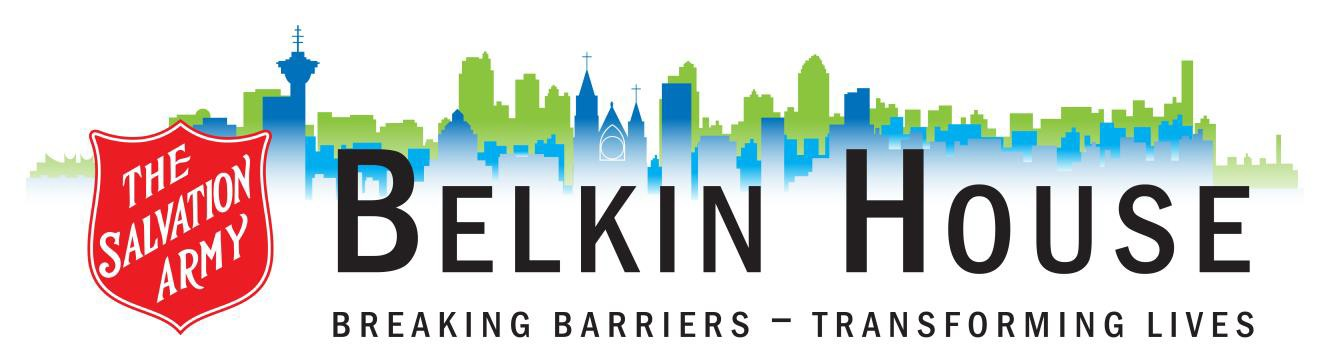 THE
SALVATION
ARMY
BELKIN HOUSE
BREAKING BARRIERS – TRANSFORMING LIVES